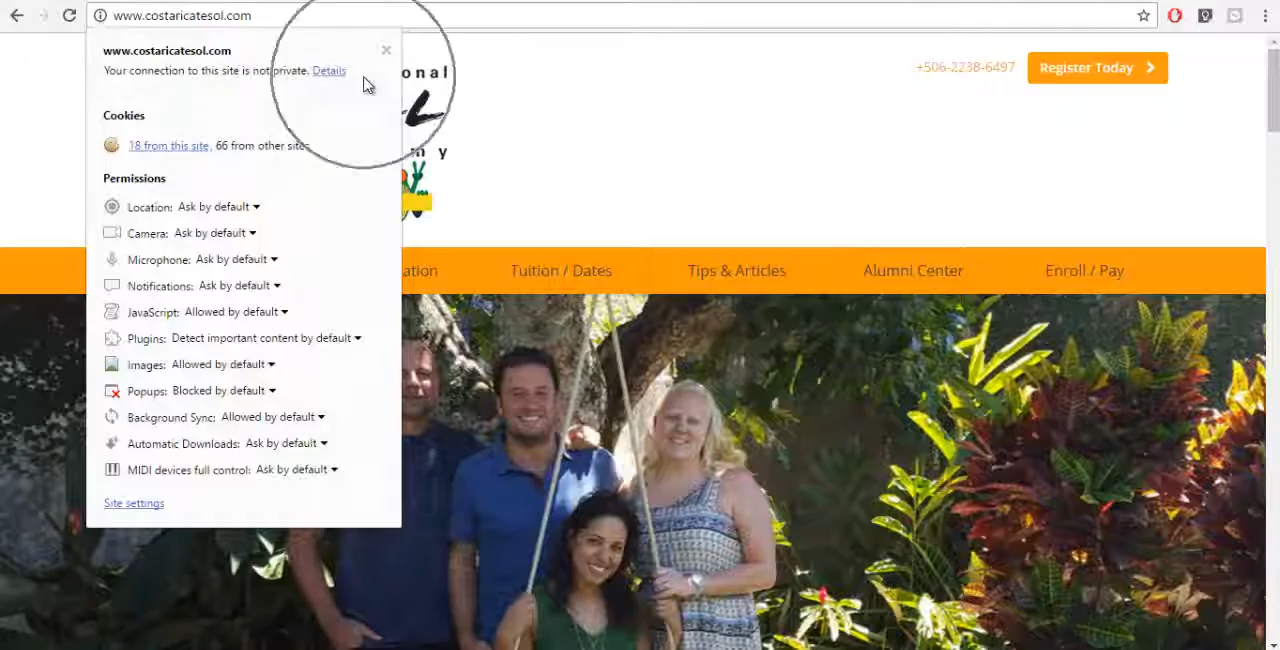 www.costaricatesol.com
www.costaricatesol.com
Your connection to this site is not private. Details
Cookies
18 from this site, 66 from other sites
Permissions
Location: Ask by default
Camera: Ask by default
Microphone: Ask by default
Notifications: Ask by default
JavaScript: Allowed by default
Plugins: Detect important content by default
Images: Allowed by default
Popups: Blocked by default
Background Sync: Allowed by default
Automatic Downloads: Ask by default
MIDI devices full control: Ask by default
Site settings
onal
L
my
+506-2238-6497
Register Today
ation
Tuition / Dates
Tips & Articles
Alumni Center
Enroll / Pay